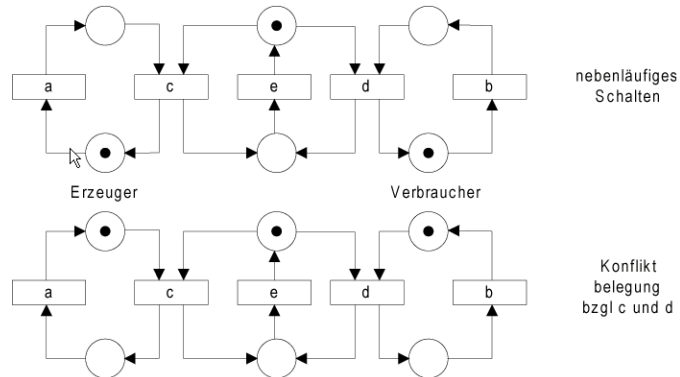 a
c
e
d
b
nebenläufiges
Schalten
Erzeuger
Verbraucher
a
c
e
d
b
Konflikt
belegung
bzgl c und d